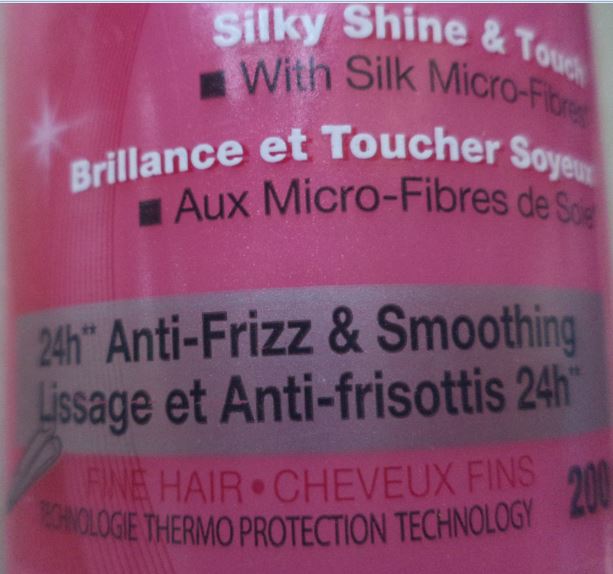 Silky Shine & Touch
■ With Silk Micro-Fibres*
Brillance et Toucher Soyeux
■ Aux Micro-Fibres de Soie*
24h** Anti-Frizz & Smoothing
Lissage et Anti-frisottis 24h**
FINE HAIR • CHEVEUX FINS
200
TECHNOLOGIE THERMO PROTECTION TECHNOLOGY